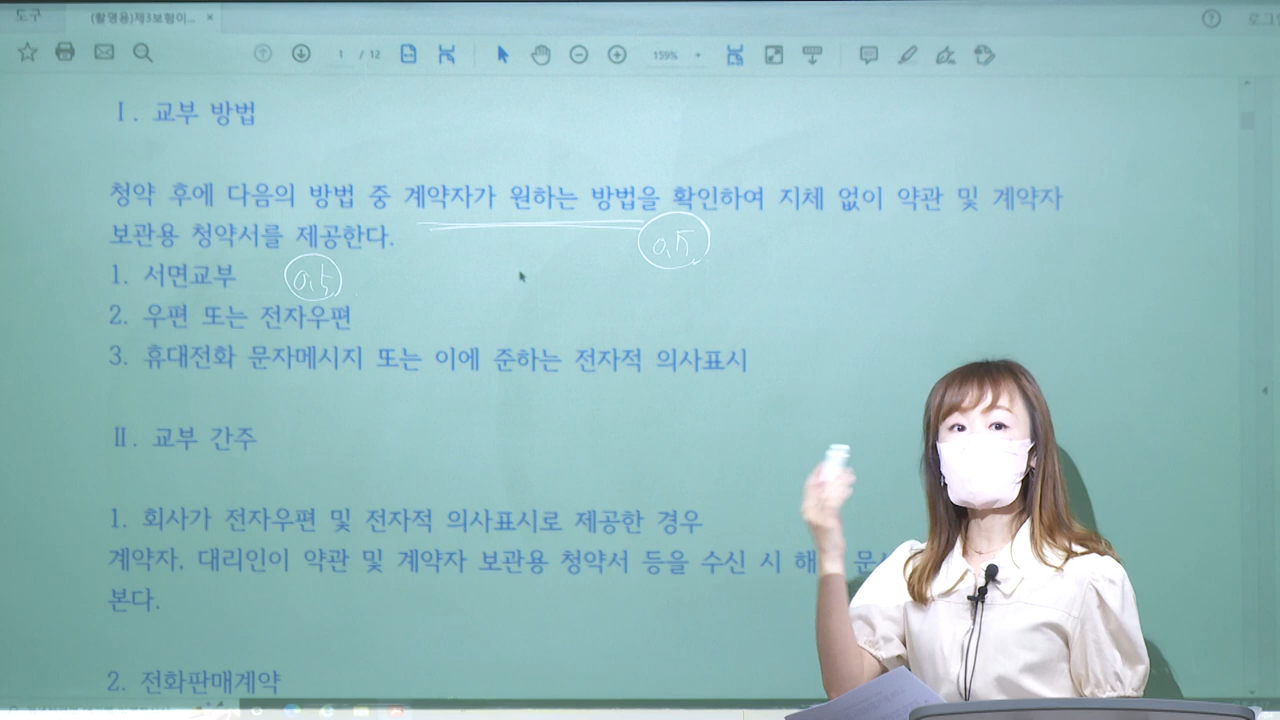 도구
(촬영용)제3보험이... ×
로그
1 / 12
159%
Ⅰ. 교부 방법
청약 후에 다음의 방법 중 계약자가 원하는 방법을 확인하여 지체 없이 약관 및 계약자
보관용 청약서를 제공한다.
0.5
1. 서면교부
0.5
2. 우편 또는 전자우편
3. 휴대전화 문자메시지 또는 이에 준하는 전자적 의사표시
Ⅱ. 교부 간주
1. 회사가 전자우편 및 전자적 의사표시로 제공한 경우
계약자, 대리인이 약관 및 계약자 보관용 청약서 등을 수신 시 해
본다.
2. 전화판매계약